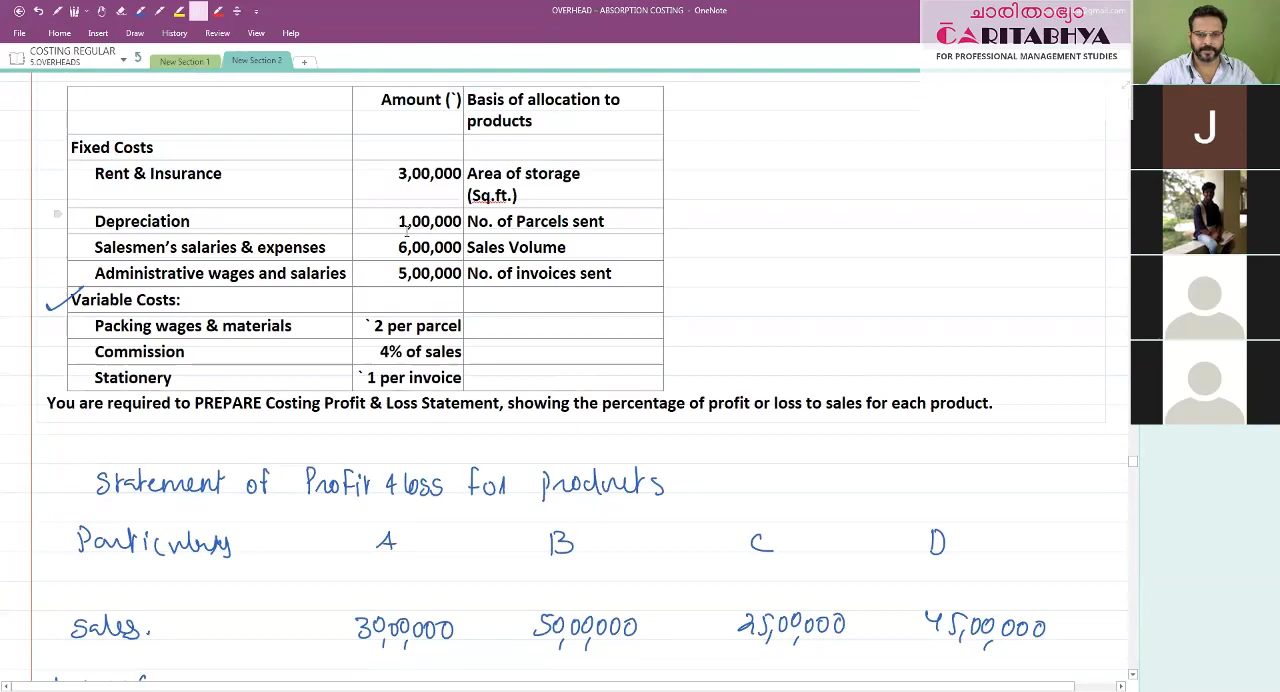 OVERHEAD – ABSORPTION COSTING - OneNote
File Home Insert Draw History Review View Help
COSTING REGULAR
5.OVERHEADS
5
New Section 1
New Section 2
+
ചാരിതാഭ്യാ
@gmail.com
CARITABHYA
FOR PROFESSIONAL MANAGEMENT STUDIES
J
Amount (`) Basis of allocation to
products
Fixed Costs
Rent & Insurance 3,00,000 Area of storage
(Sq.ft.)
Depreciation 1,00,000 No. of Parcels sent
Salesmen’s salaries & expenses 6,00,000 Sales Volume
Administrative wages and salaries 5,00,000 No. of invoices sent
Variable Costs:
Packing wages & materials ` 2 per parcel
Commission 4% of sales
Stationery ` 1 per invoice
You are required to PREPARE Costing Profit & Loss Statement, showing the percentage of profit or loss to sales for each product.
Statement of Profit & loss for products
Particulars A B C D
Sales. 30,00,000 50,00,000 25,00,000 45,00,000